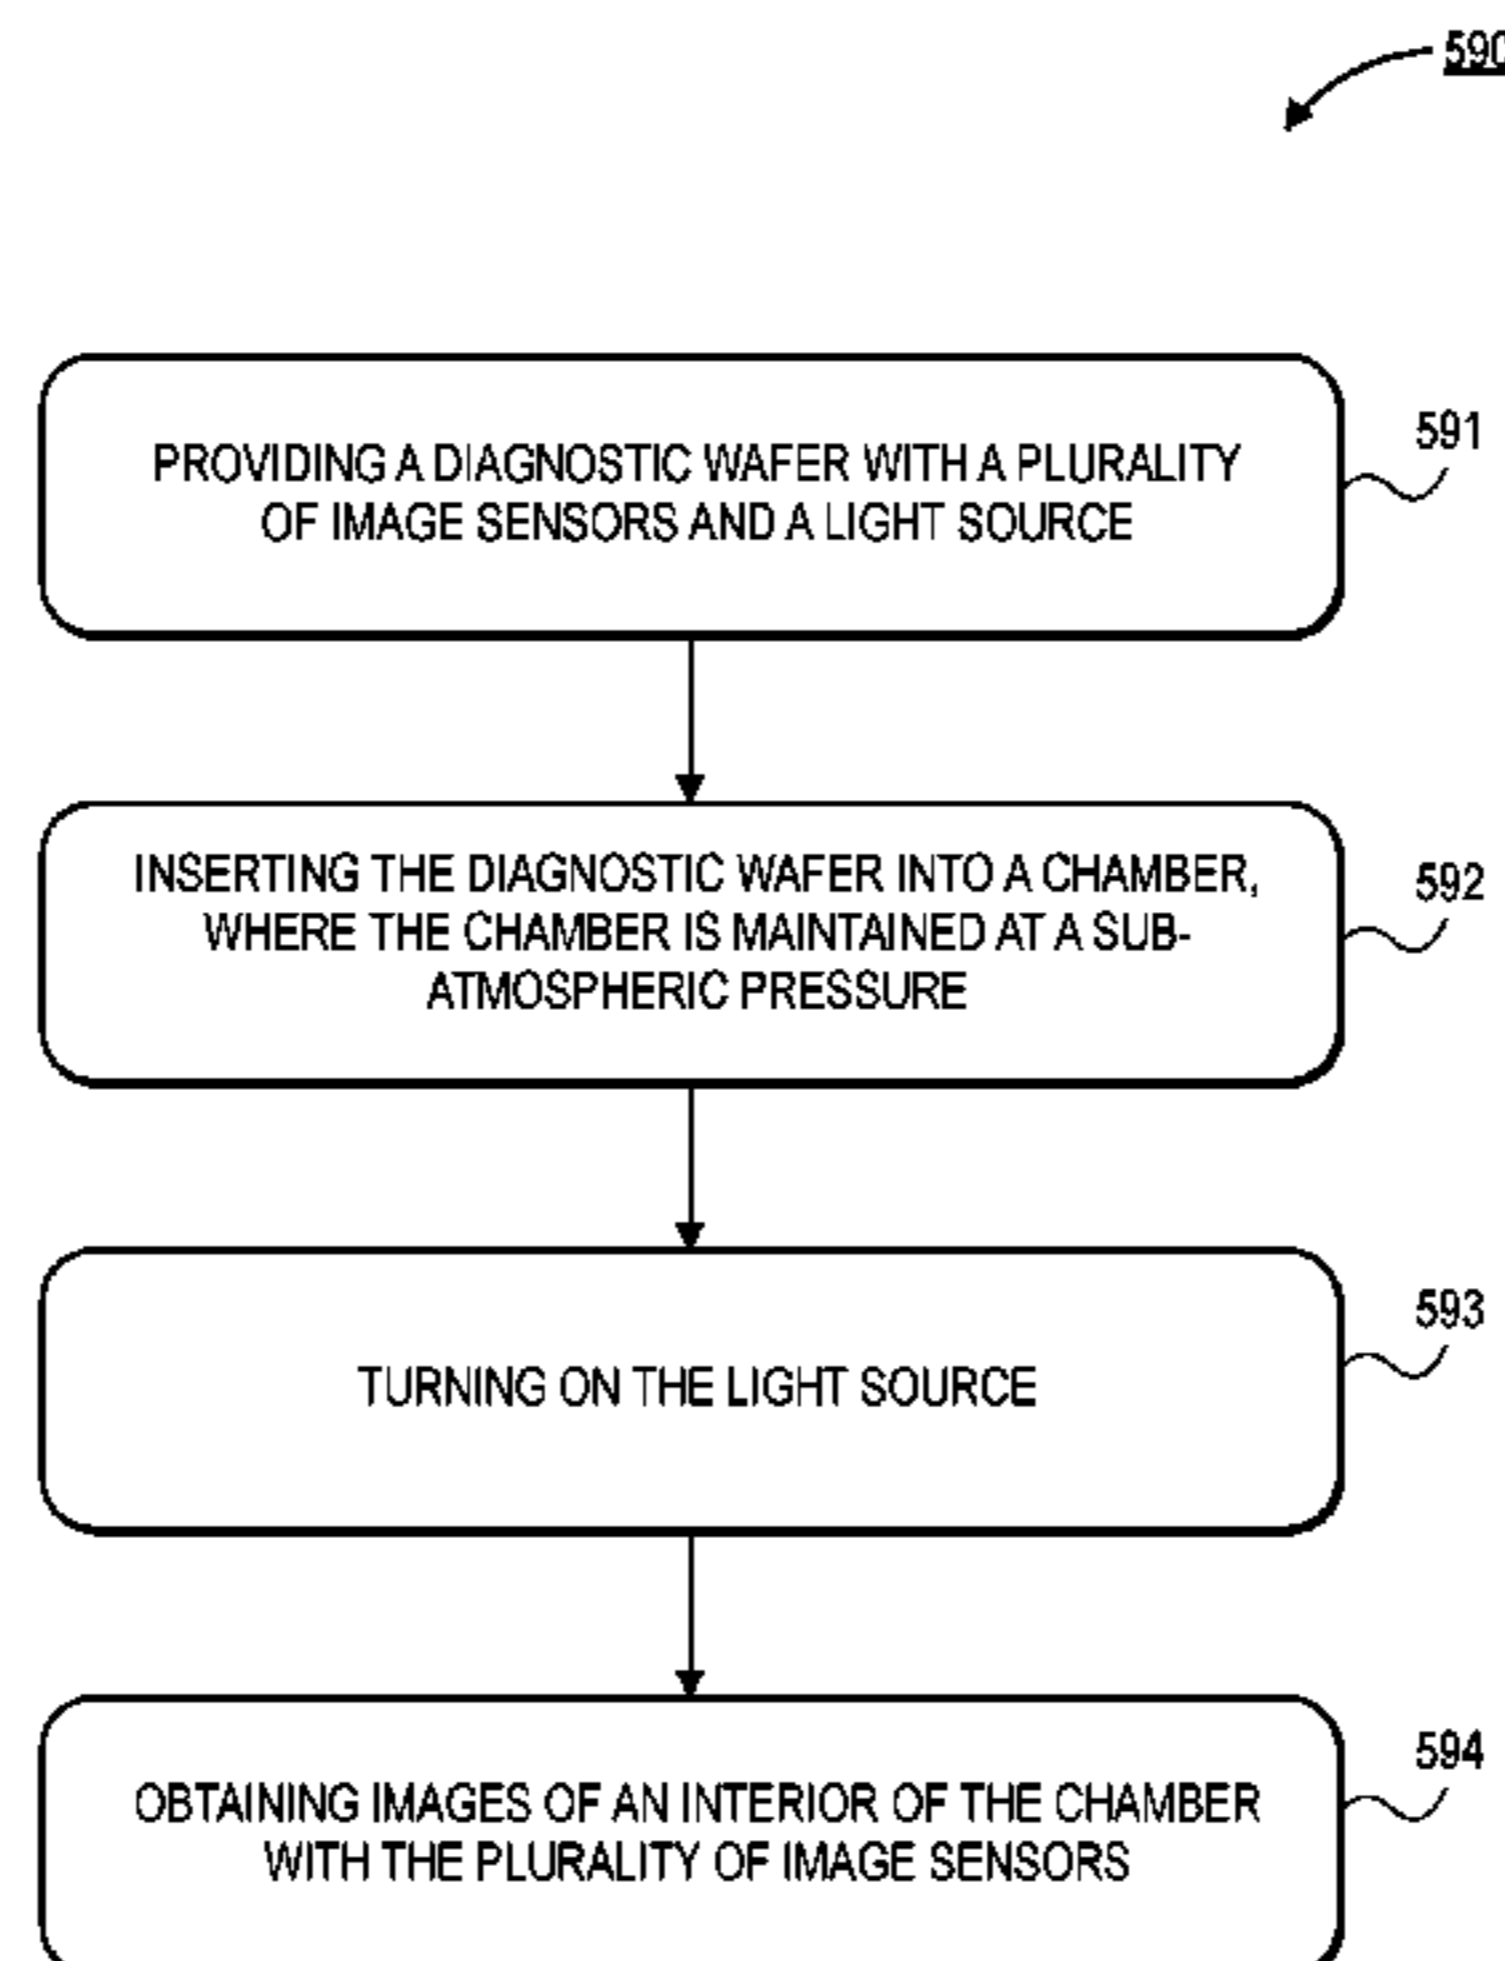 590
591
PROVIDING A DIAGNOSTIC WAFER WITH A PLURALITY
OF IMAGE SENSORS AND A LIGHT SOURCE
592
INSERTING THE DIAGNOSTIC WAFER INTO A CHAMBER,
WHERE THE CHAMBER IS MAINTAINED AT A SUB-
ATMOSPHERIC PRESSURE
593
TURNING ON THE LIGHT SOURCE
594
OBTAINING IMAGES OF AN INTERIOR OF THE CHAMBER
WITH THE PLURALITY OF IMAGE SENSORS